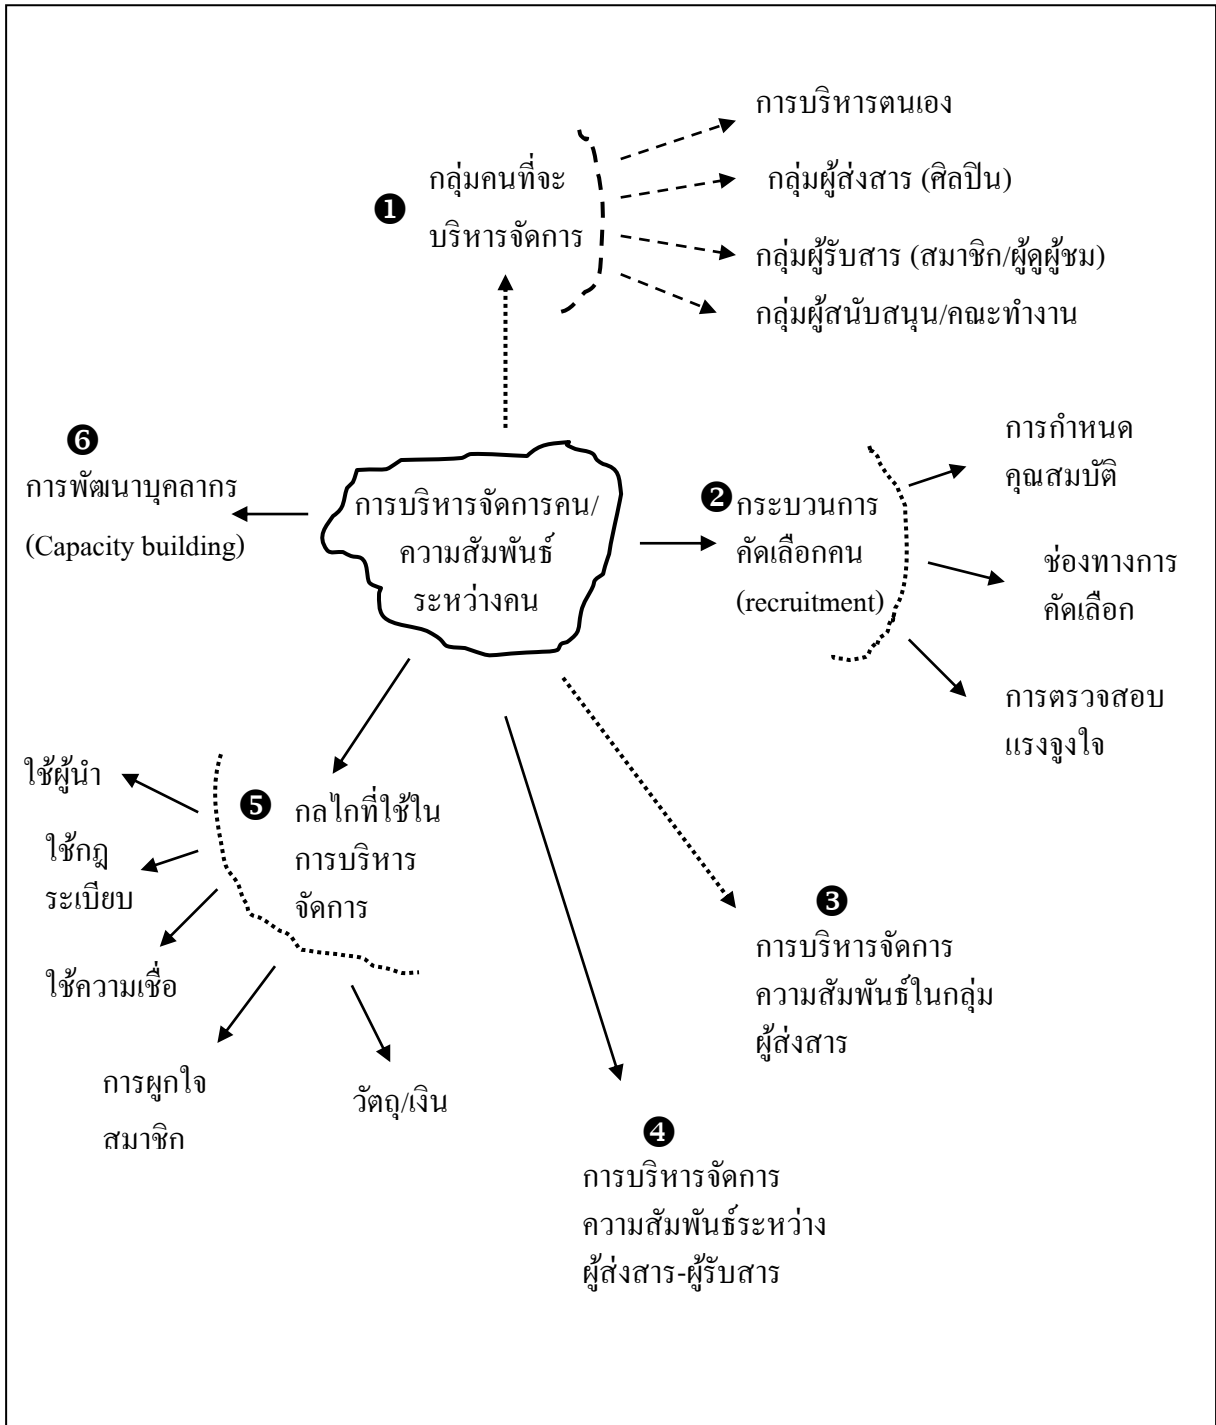 ❶
กลุ่มคนที่จะ
บริหารจัดการ
การบริหารตนเอง
กลุ่มผู้ส่งสาร (ศิลปิน)
กลุ่มผู้รับสาร (สมาชิก/ผู้ดูผู้ชม)
กลุ่มผู้สนับสนุน/คณะทำงาน
❻
การพัฒนาบุคลากร
(Capacity building)
การบริหารจัดการคน/
ความสัมพันธ์
ระหว่างคน
❷
กระบวนการ
คัดเลือกคน
(recruitment)
การกำหนด
คุณสมบัติ
ช่องทางการ
คัดเลือก
การตรวจสอบ
แรงจูงใจ
❺
กลไกที่ใช้ใน
การบริหาร
จัดการ
ใช้ผู้นำ
ใช้กฎ
ระเบียบ
ใช้ความเชื่อ
การผูกใจ
สมาชิก
วัตถุ/เงิน
❸
การบริหารจัดการ
ความสัมพันธ์ในกลุ่ม
ผู้ส่งสาร
❹
การบริหารจัดการ
ความสัมพันธ์ระหว่าง
ผู้ส่งสาร-ผู้รับสาร